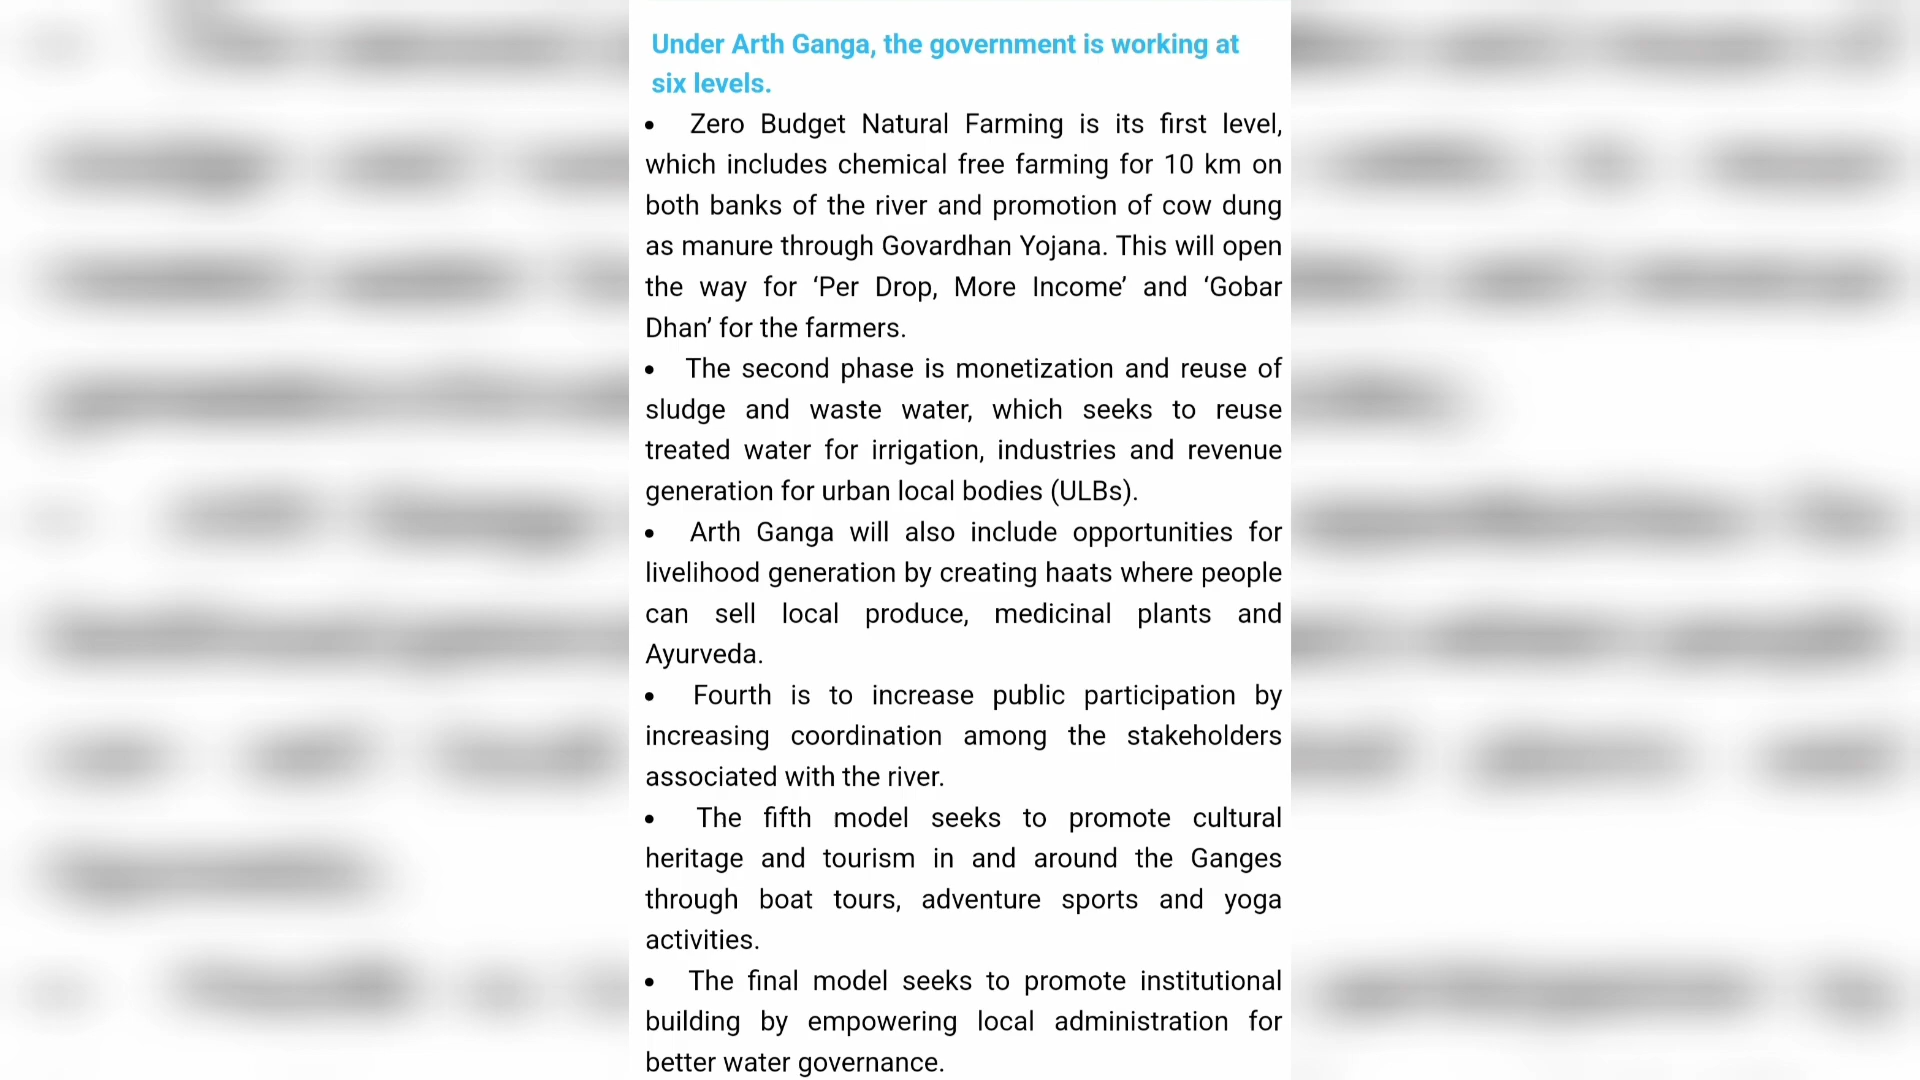 Under Arth Ganga, the government is working at
six levels.
• Zero Budget Natural Farming is its first level,
which includes chemical free farming for 10 km on
both banks of the river and promotion of cow dung
as manure through Govardhan Yojana. This will open
the way for ‘Per Drop, More Income’ and ‘Gobar
Dhan’ for the farmers.
• The second phase is monetization and reuse of
sludge and waste water, which seeks to reuse
treated water for irrigation, industries and revenue
generation for urban local bodies (ULBs).
• Arth Ganga will also include opportunities for
livelihood generation by creating haats where people
can sell local produce, medicinal plants and
Ayurveda.
• Fourth is to increase public participation by
increasing coordination among the stakeholders
associated with the river.
• The fifth model seeks to promote cultural
heritage and tourism in and around the Ganges
through boat tours, adventure sports and yoga
activities.
• The final model seeks to promote institutional
building by empowering local administration for
better water governance.